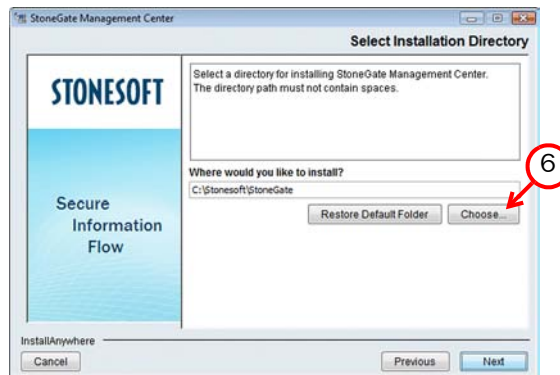 StoneGate Management Center
Select Installation Directory
STONESOFT
Secure
Information
Flow
Select a directory for installing StoneGate Management Center.
The directory path must not contain spaces.
Where would you like to install?
C:\Stonesoft\StoneGate
Restore Default Folder
Choose...
6
InstallAnywhere
Cancel
Previous
Next